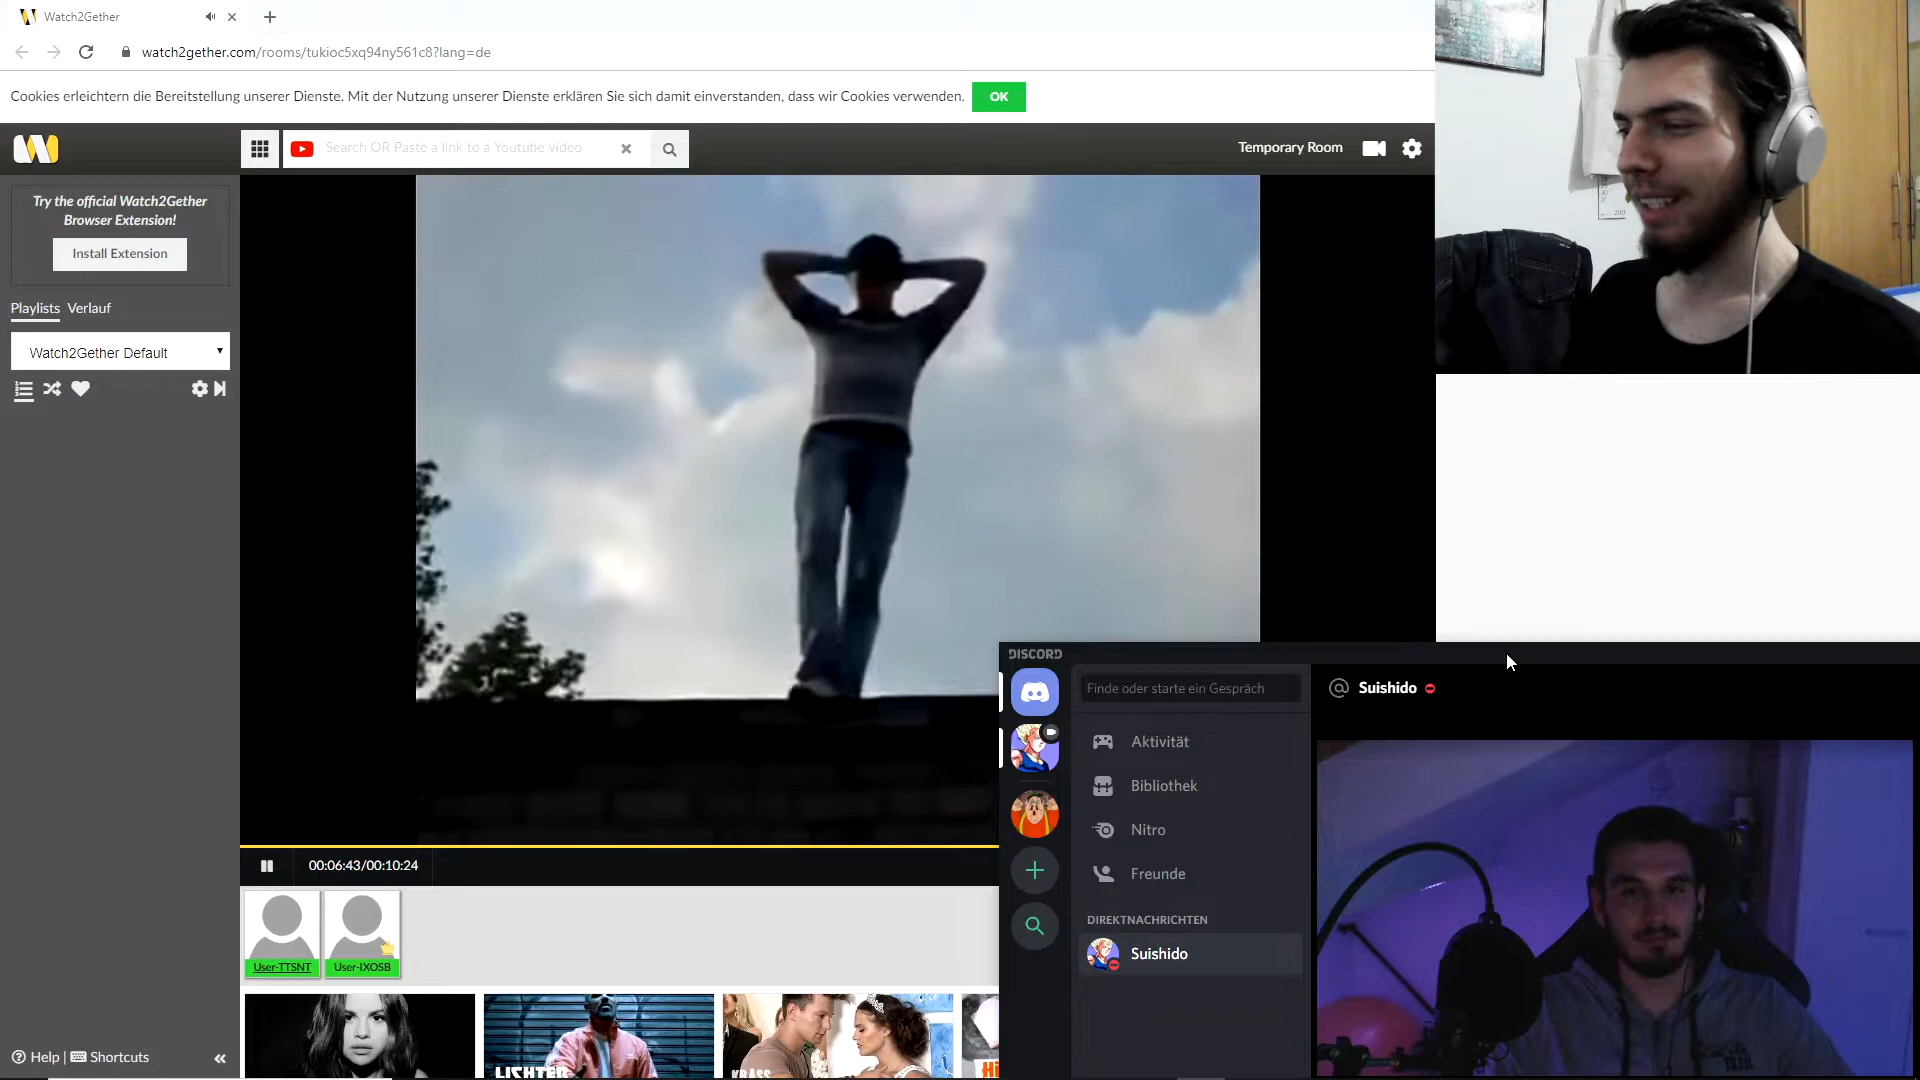 Watch2Gether
watch2gether.com/rooms/tukioc5xq94ny561c8?lang=de
Cookies erleichtern die Bereitstellung unserer Dienste. Mit der Nutzung unserer Dienste erklären Sie sich damit einverstanden, dass wir Cookies verwenden.
OK
Search OR Paste a link to a Youtube video
Temporary Room
Try the official Watch2Gether
Browser Extension!
Install Extension
Playlists Verlauf
Watch2Gether Default
00:06:43/00:10:24
User-TTSNT
User-IXOSB
LICHTER
KRASS
Help | Shortcuts
DISCORD
Finde oder starte ein Gespräch
Aktivität
Bibliothek
Nitro
Freunde
DIREKTNACHRICHTEN
Suishido
@ Suishido